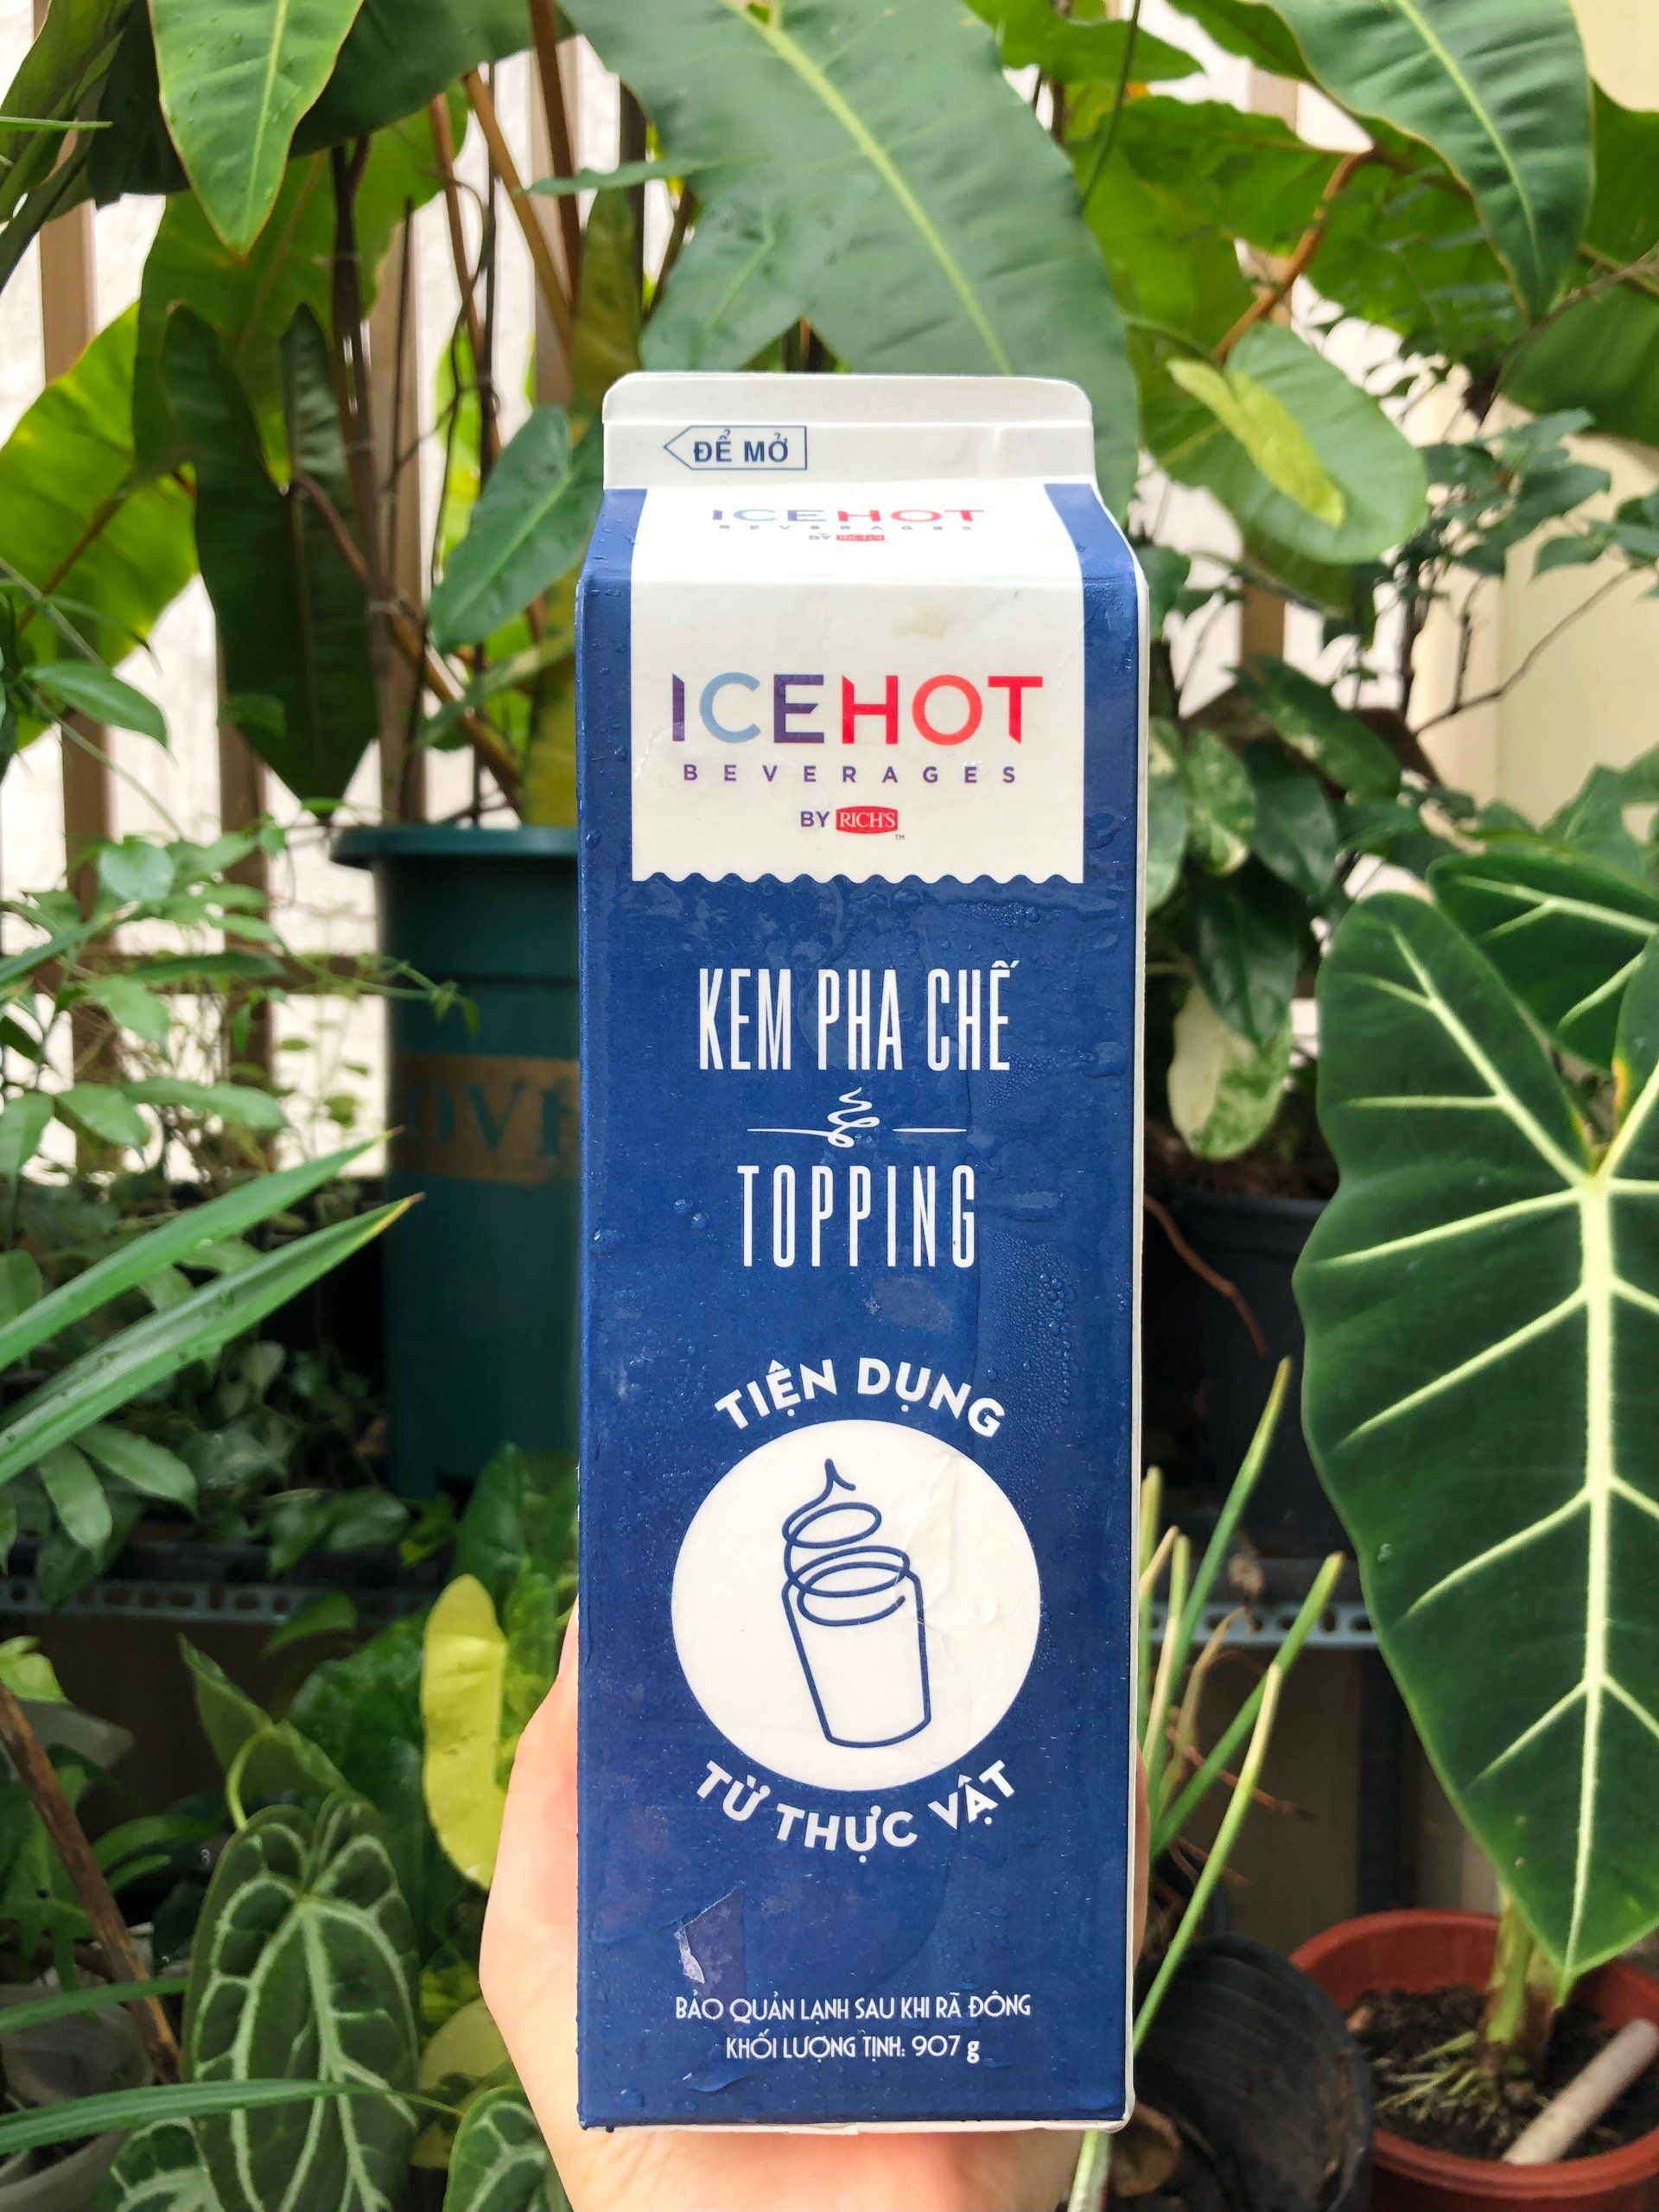 ĐỂ MỞ
ICEHOT
BEVERAGES
BY RICH'S
ICEHOT
BEVERAGES
BY RICH'S™
KEM PHA CHẾ
TOPPING
TIỆN DỤNG
TỪ THỰC VẬT
BẢO QUẢN LẠNH SAU KHI RÃ ĐÔNG
KHỐI LƯỢNG TỊNH: 907 g